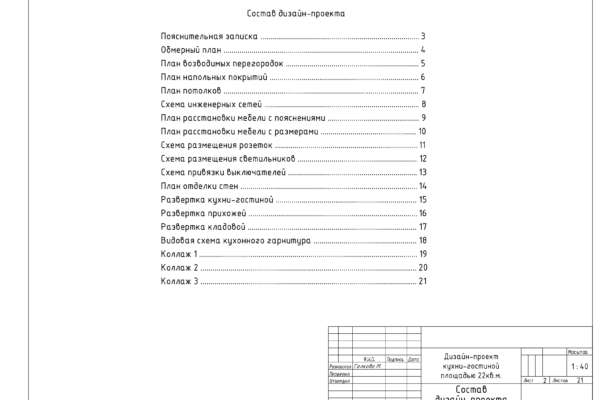 Состав дизайн-проекта
Пояснительная записка 3
Обмерный план 4
План возводимых перегородок 5
План напольных покрытий 6
План потолков 7
Схема инженерных сетей 8
План расстановки мебели с пояснениями 9
План расстановки мебели с размерами 10
Схема размещения розеток 11
Схема размещения светильников 12
Схема привязки выключателей 13
План отделки стен 14
Развертка кухни-гостиной 15
Развертка прихожей 16
Развертка кладовой 17
Видовая схема кухонного гарнитура 18
Коллаж 1 19
Коллаж 2 20
Коллаж 3 21
Ф.И.О. Подпись Дата
Разработал Галкова М.
Проверил
Утвердил
Дизайн-проект
кухни-гостиной
площадью 22кв.м.
Масштаб
1:40
Лист 2 Листов 21
Состав
дизайн-проекта